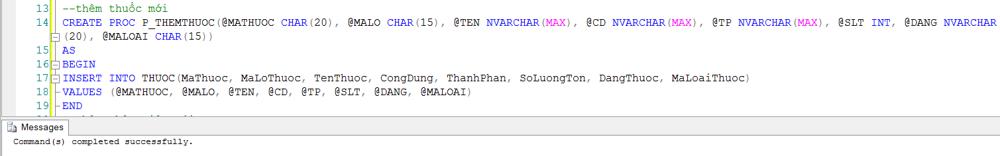 13 --thêm thuốc mới
14 CREATE PROC P_THEMTHUOC(@MATHUOC CHAR(20), @MALO CHAR(15), @TEN NVARCHAR(MAX), @CD NVARCHAR(MAX), @TP NVARCHAR(MAX), @SLT INT, @DANG NVARCHAR
(20), @MALOAI CHAR(15))
15 AS
16 BEGIN
17 INSERT INTO THUOC(MaThuoc, MaLoThuoc, TenThuoc, CongDung, ThanhPhan, SoLuongTon, DangThuoc, MaLoaiThuoc)
18 VALUES (@MATHUOC, @MALO, @TEN, @CD, @TP, @SLT, @DANG, @MALOAI)
19 END
Messages
Command(s) completed successfully.